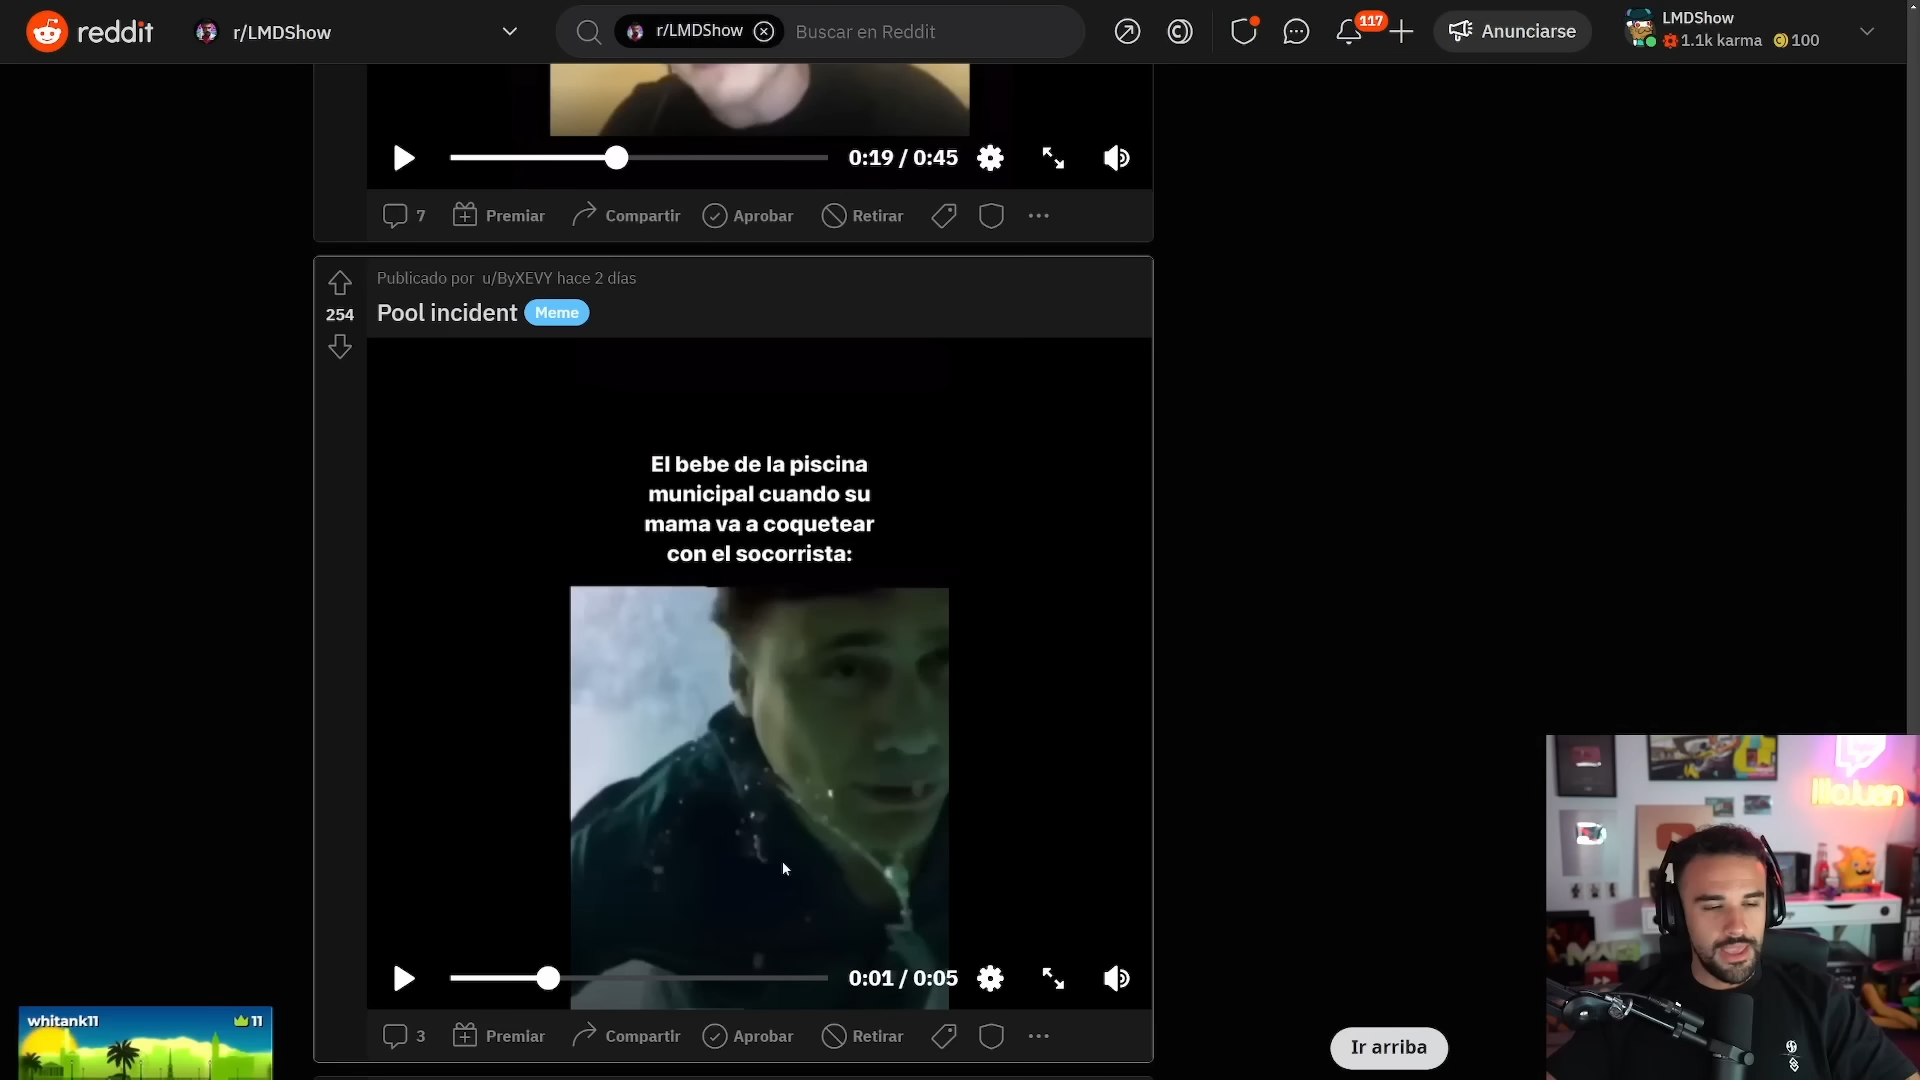 reddit
r/LMDShow
r/LMDShow
Buscar en Reddit
117
Anunciarse
LMDShow
1.1k karma
100
0:19 / 0:45
7
Premiar
Compartir
Aprobar
Retirar
Publicado por u/ByXEVY hace 2 días
254
Pool incident
Meme
El bebe de la piscina
municipal cuando su
mama va a coquetear
con el socorrista:
0:01 / 0:05
3
Premiar
Compartir
Aprobar
Retirar
Ir arriba
whitank11
11